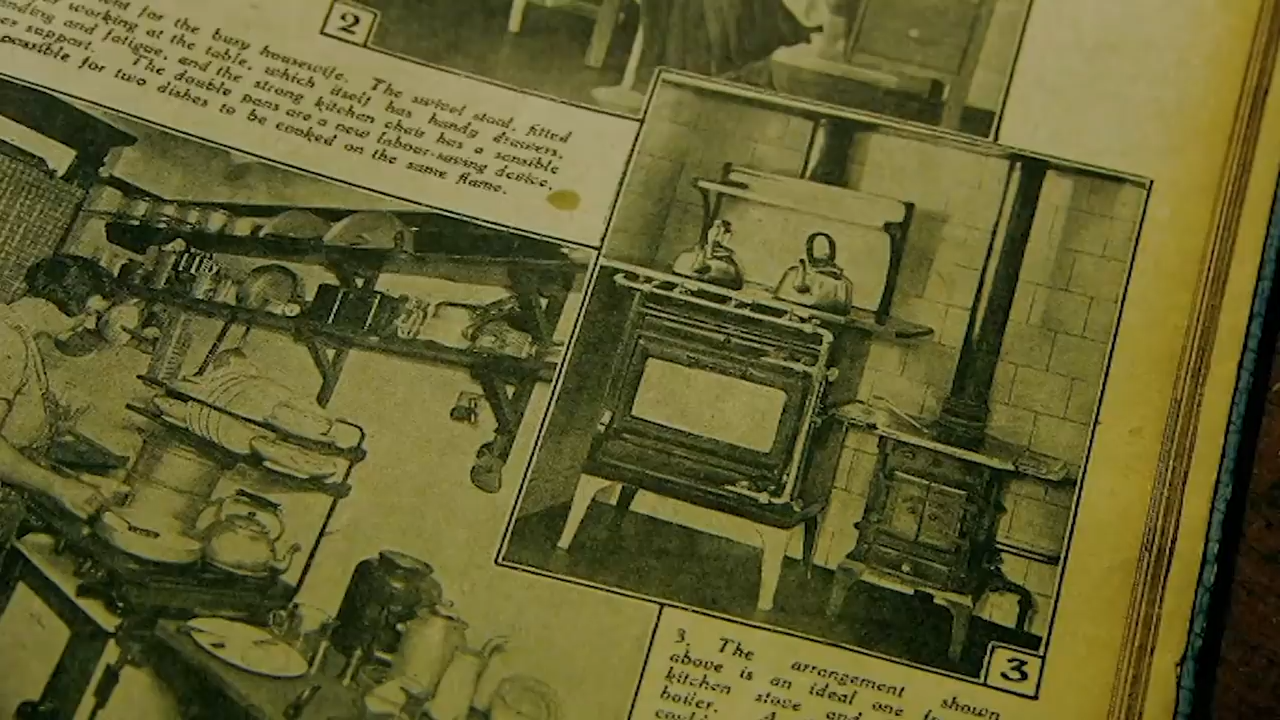 2
for the busy housewife. The swivel stool, fitted
working at the table, which itself has handy drawers,
and fatigue, and the strong kitchen chair has a sensible
support. The double pans are a new labour-saving device,
possible for two dishes to be cooked on the same flame.
3
3. The arrangement shown
above is an ideal one
kitchen stove and
boiler.